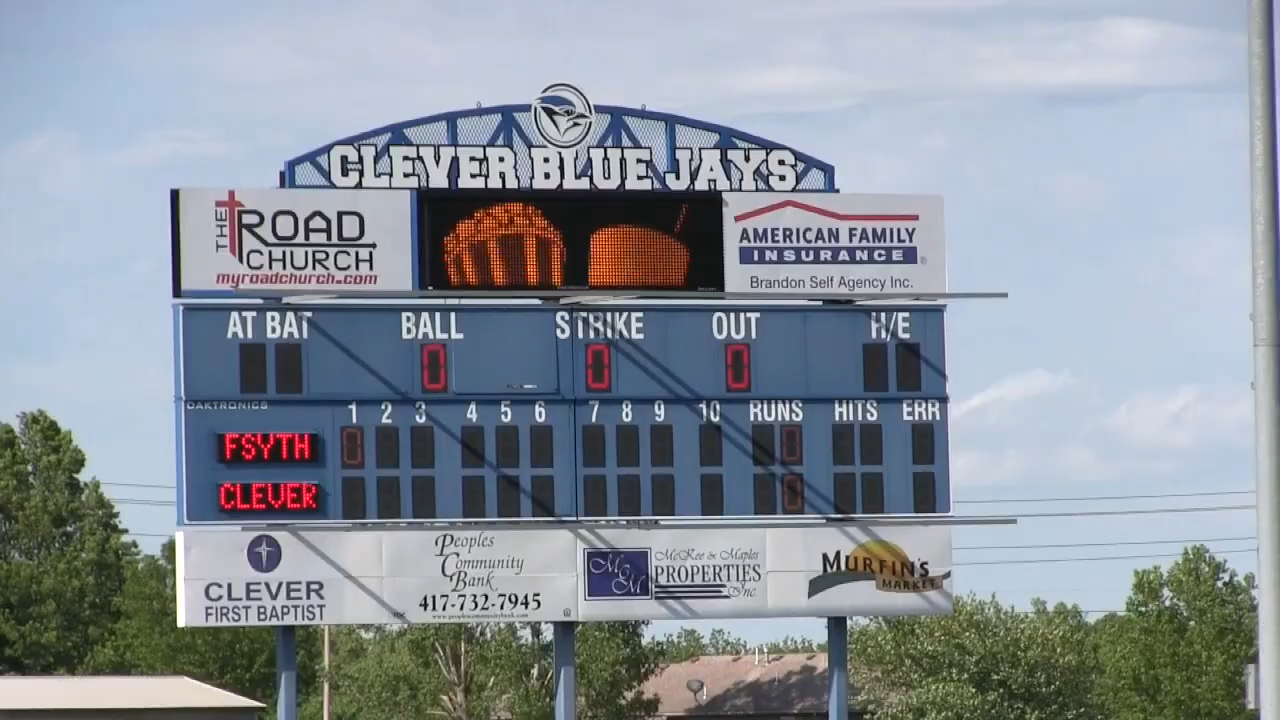 CLEVER BLUE JAYS
THE ROAD
CHURCH
myroadchurch.com
AMERICAN FAMILY
INSURANCE ®
Brandon Self Agency Inc.
AT BAT BALL STRIKE OUT H/E
0 0 0
DAKTRONICS 1 2 3 4 5 6 7 8 9 10 RUNS HITS ERR
FSYTH 0 0
CLEVER 0
CLEVER
FIRST BAPTIST
Peoples
Community
Bank
417-732-7945
www.peoplescommunitybank.com
M&M
McKee & Maples
PROPERTIES
Inc.
MURFIN'S
MARKET